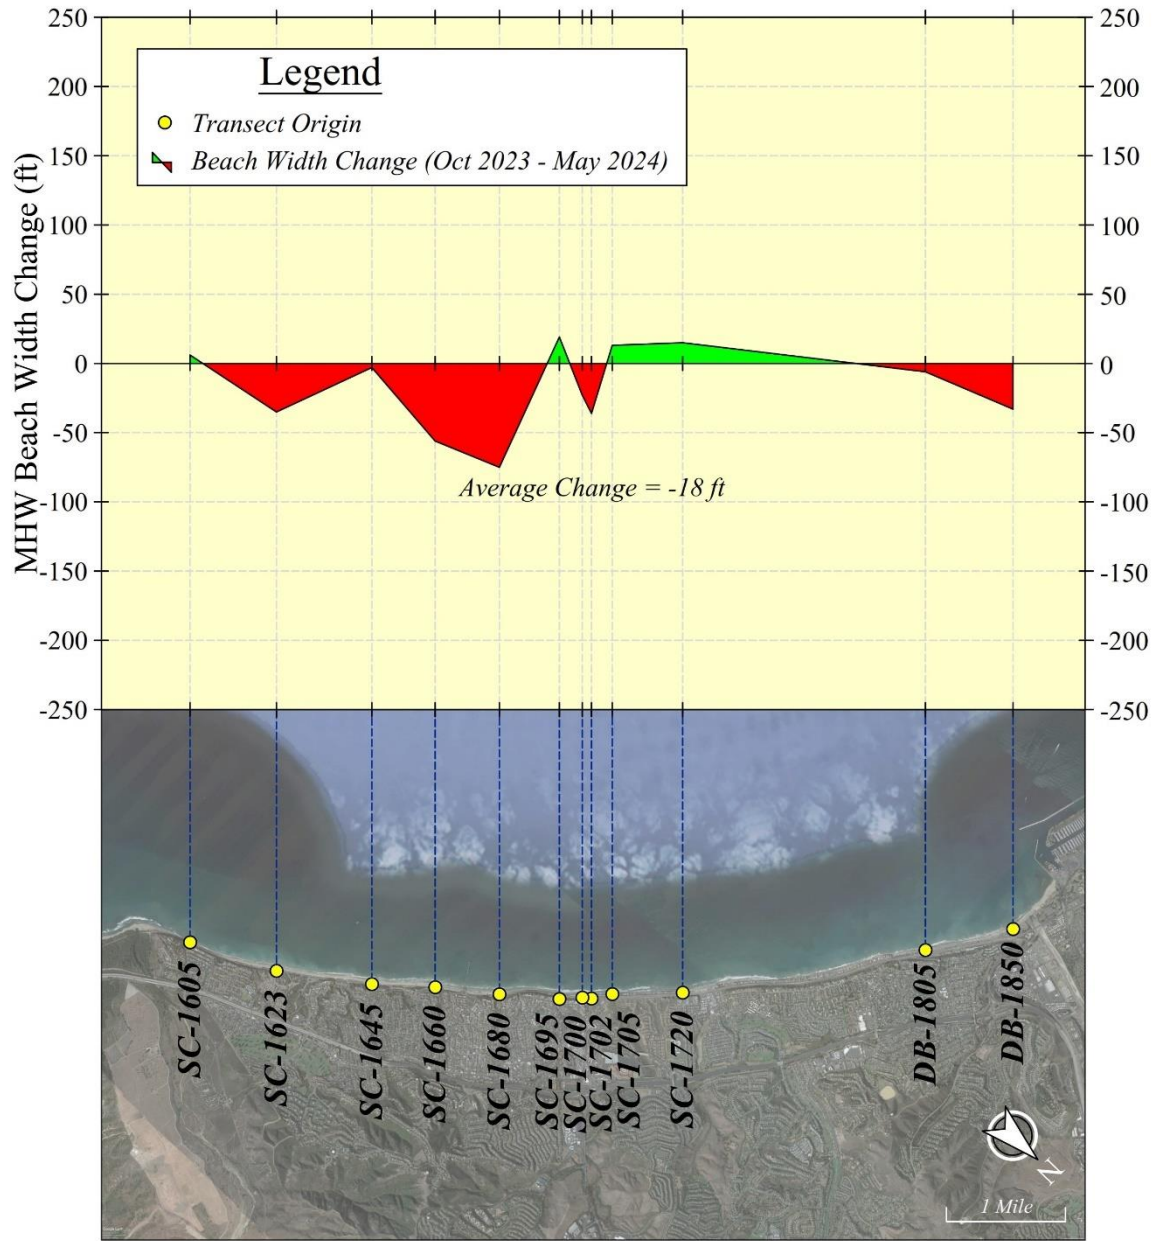 250
200
150
100
50
0
-50
-100
-150
-200
-250
MHW Beach Width Change (ft)
Legend
Transect Origin
Beach Width Change (Oct 2023 - May 2024)
Average Change = -18 ft
250
200
150
100
50
0
-50
-100
-150
-200
-250
SC-1605
SC-1623
SC-1645
SC-1660
SC-1680
SC-1695
SC-1700
SC-1702
SC-1705
SC-1720
DB-1805
DB-1850
N
1 Mile